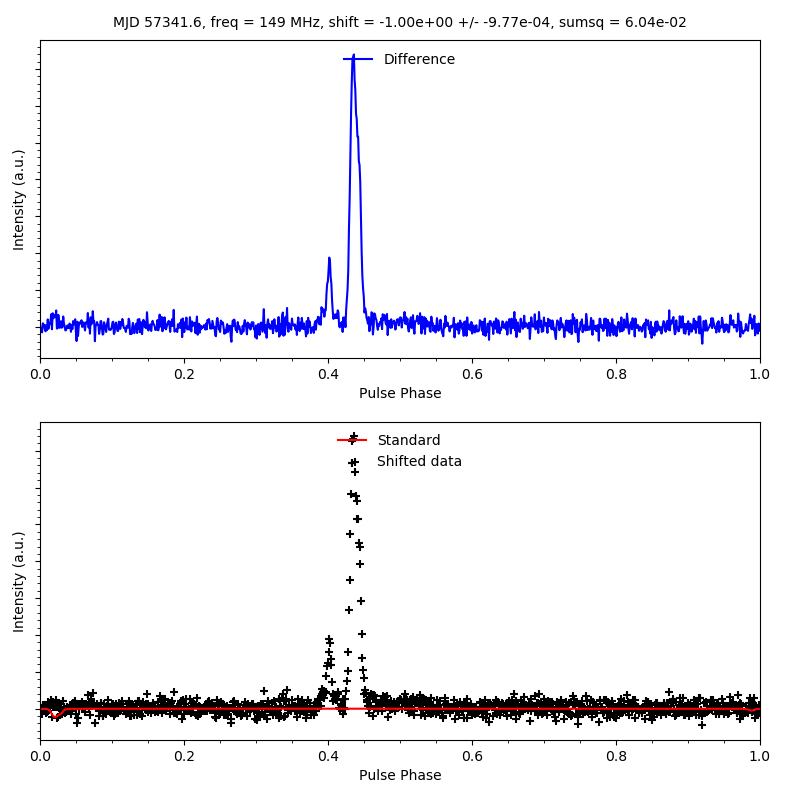 MJD 57341.6, freq = 149 MHz, shift = -1.00e+00 +/- -9.77e-04, sumsq = 6.04e-02
Difference
Intensity (a.u.)
0.0 0.2 0.4 0.6 0.8 1.0
Pulse Phase
Standard
Shifted data
Intensity (a.u.)
0.0 0.2 0.4 0.6 0.8 1.0
Pulse Phase